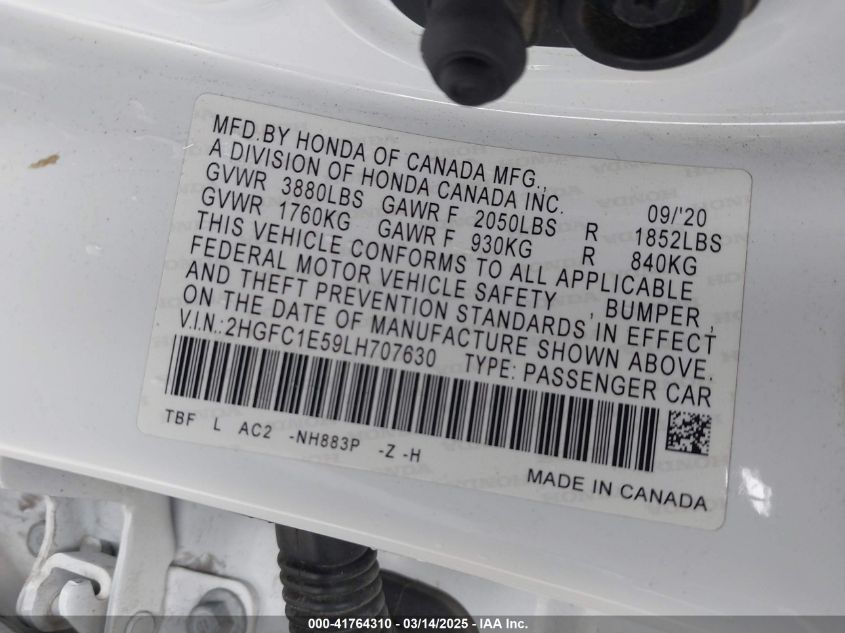 MFD.BY HONDA OF CANADA MFG.,
A DIVISION OF HONDA CANADA INC. 09/'20
GVWR 3880LBS GAWR F 2050LBS R 1852LBS
GVWR 1760KG GAWR F 930KG R 840KG
THIS VEHICLE CONFORMS TO ALL APPLICABLE
FEDERAL MOTOR VEHICLE SAFETY , BUMPER ,
AND THEFT PREVENTION STANDARDS IN EFFECT
ON THE DATE OF MANUFACTURE SHOWN ABOVE.
V.I.N.:2HGFC1E59LH707630 TYPE: PASSENGER CAR
TBF L AC2 -NH883P -Z -H
MADE IN CANADA
000-41764310 / 03/14/2025 - IAA Inc.